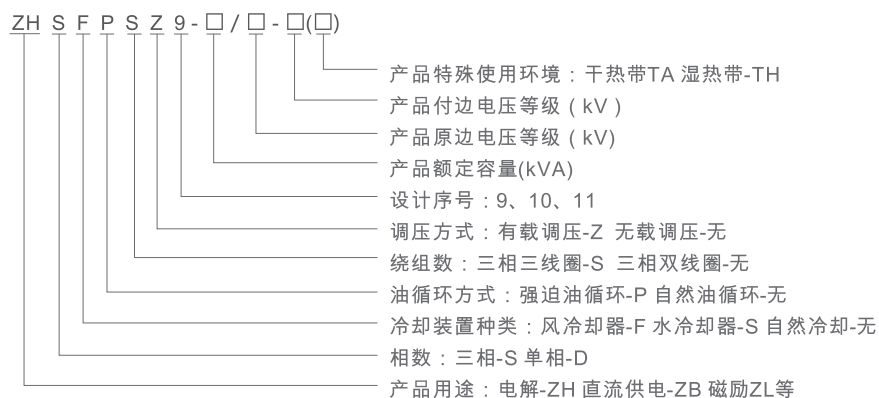 ZH S F P S Z 9 - □ / □ - □(□)
产品特殊使用环境：干热带TA 湿热带-TH
产品付边电压等级（kV）
产品原边电压等级（kV)
产品额定容量(kVA)
设计序号：9、10、11
调压方式：有载调压-Z 无载调压-无
绕组数：三相三线圈-S 三相双线圈-无
油循环方式：强迫油循环-P 自然油循环-无
冷却装置种类：风冷却器-F 水冷却器-S 自然冷却-无
相数：三相-S 单相-D
产品用途：电解-ZH 直流供电-ZB 磁励ZL等